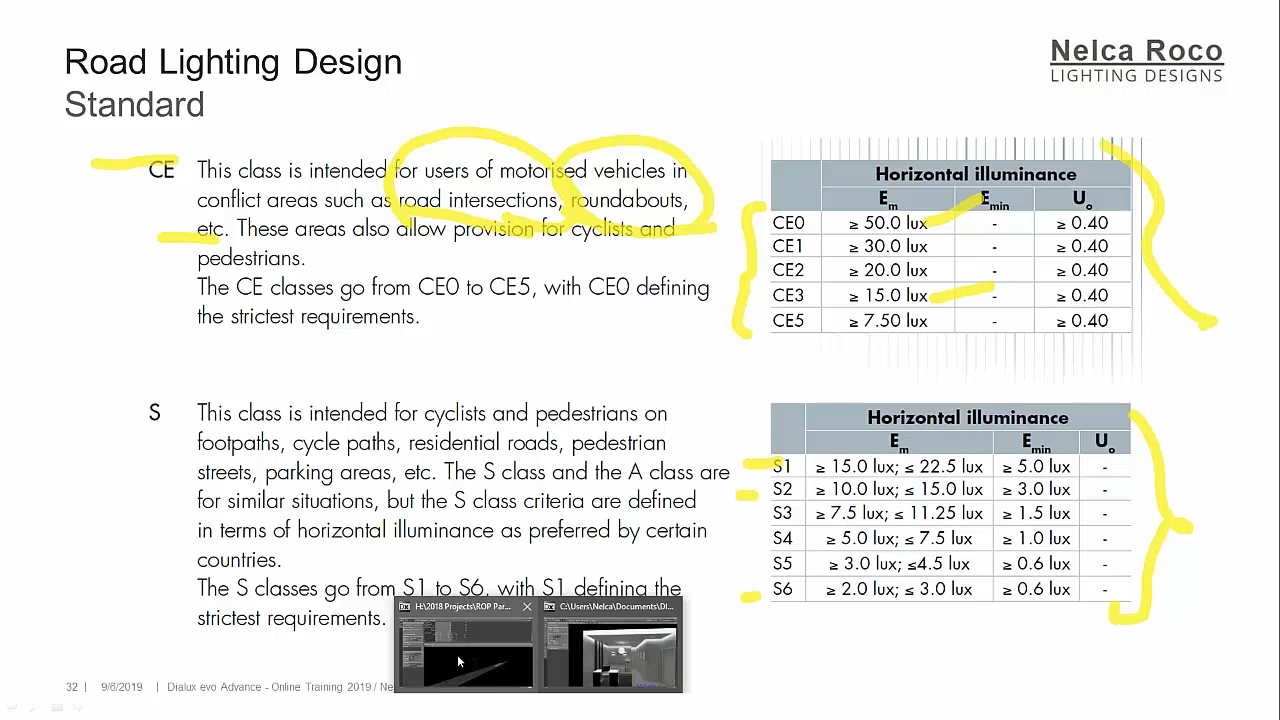 Road Lighting Design
Standard
Nelca Roco
LIGHTING DESIGNS
CE This class is intended for users of motorised vehicles in
conflict areas such as road intersections, roundabouts,
etc. These areas also allow provision for cyclists and
pedestrians.
The CE classes go from CE0 to CE5, with CE0 defining
the strictest requirements.
Horizontal illuminance
Em Emin Uo
CE0 ≥ 50.0 lux - ≥ 0.40
CE1 ≥ 30.0 lux - ≥ 0.40
CE2 ≥ 20.0 lux - ≥ 0.40
CE3 ≥ 15.0 lux - ≥ 0.40
CE5 ≥ 7.50 lux - ≥ 0.40
S This class is intended for cyclists and pedestrians on
footpaths, cycle paths, residential roads, pedestrian
streets, parking areas, etc. The S class and the A class are
for similar situations, but the S class criteria are defined
in terms of horizontal illuminance as preferred by certain
countries.
The S classes go from S1 to S6, with S1 defining the
strictest requirements.
Horizontal illuminance
Em Emin Uo
S1 ≥ 15.0 lux; ≤ 22.5 lux ≥ 5.0 lux -
S2 ≥ 10.0 lux; ≤ 15.0 lux ≥ 3.0 lux -
S3 ≥ 7.5 lux; ≤ 11.25 lux ≥ 1.5 lux -
S4 ≥ 5.0 lux; ≤ 7.5 lux ≥ 1.0 lux -
S5 ≥ 3.0 lux; ≤4.5 lux ≥ 0.6 lux -
S6 ≥ 2.0 lux; ≤ 3.0 lux ≥ 0.6 lux -
H:\2018 Projects\ROP Par...
C:\Users\Nelca\Documents\DI...
32 | 9/6/2019 | Dialux evo Advance - Online Training 2019 / Ne